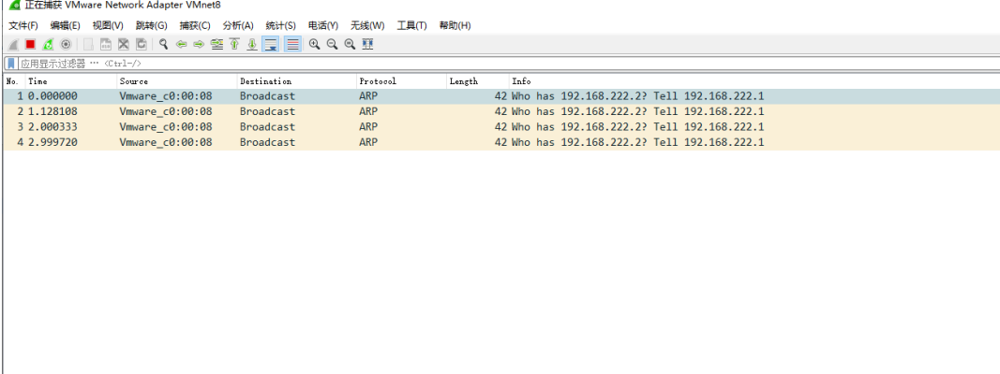 正在捕获 VMware Network Adapter VMnet8
文件(F) 编辑(E) 视图(V) 跳转(G) 捕获(C) 分析(A) 统计(S) 电话(Y) 无线(W) 工具(T) 帮助(H)
应用显示过滤器 … <Ctrl-/>
No. Time Source Destination Protocol Length Info
1 0.000000 Vmware_c0:00:08 Broadcast ARP 42 Who has 192.168.222.2? Tell 192.168.222.1
2 1.128108 Vmware_c0:00:08 Broadcast ARP 42 Who has 192.168.222.2? Tell 192.168.222.1
3 2.000333 Vmware_c0:00:08 Broadcast ARP 42 Who has 192.168.222.2? Tell 192.168.222.1
4 2.999720 Vmware_c0:00:08 Broadcast ARP 42 Who has 192.168.222.2? Tell 192.168.222.1